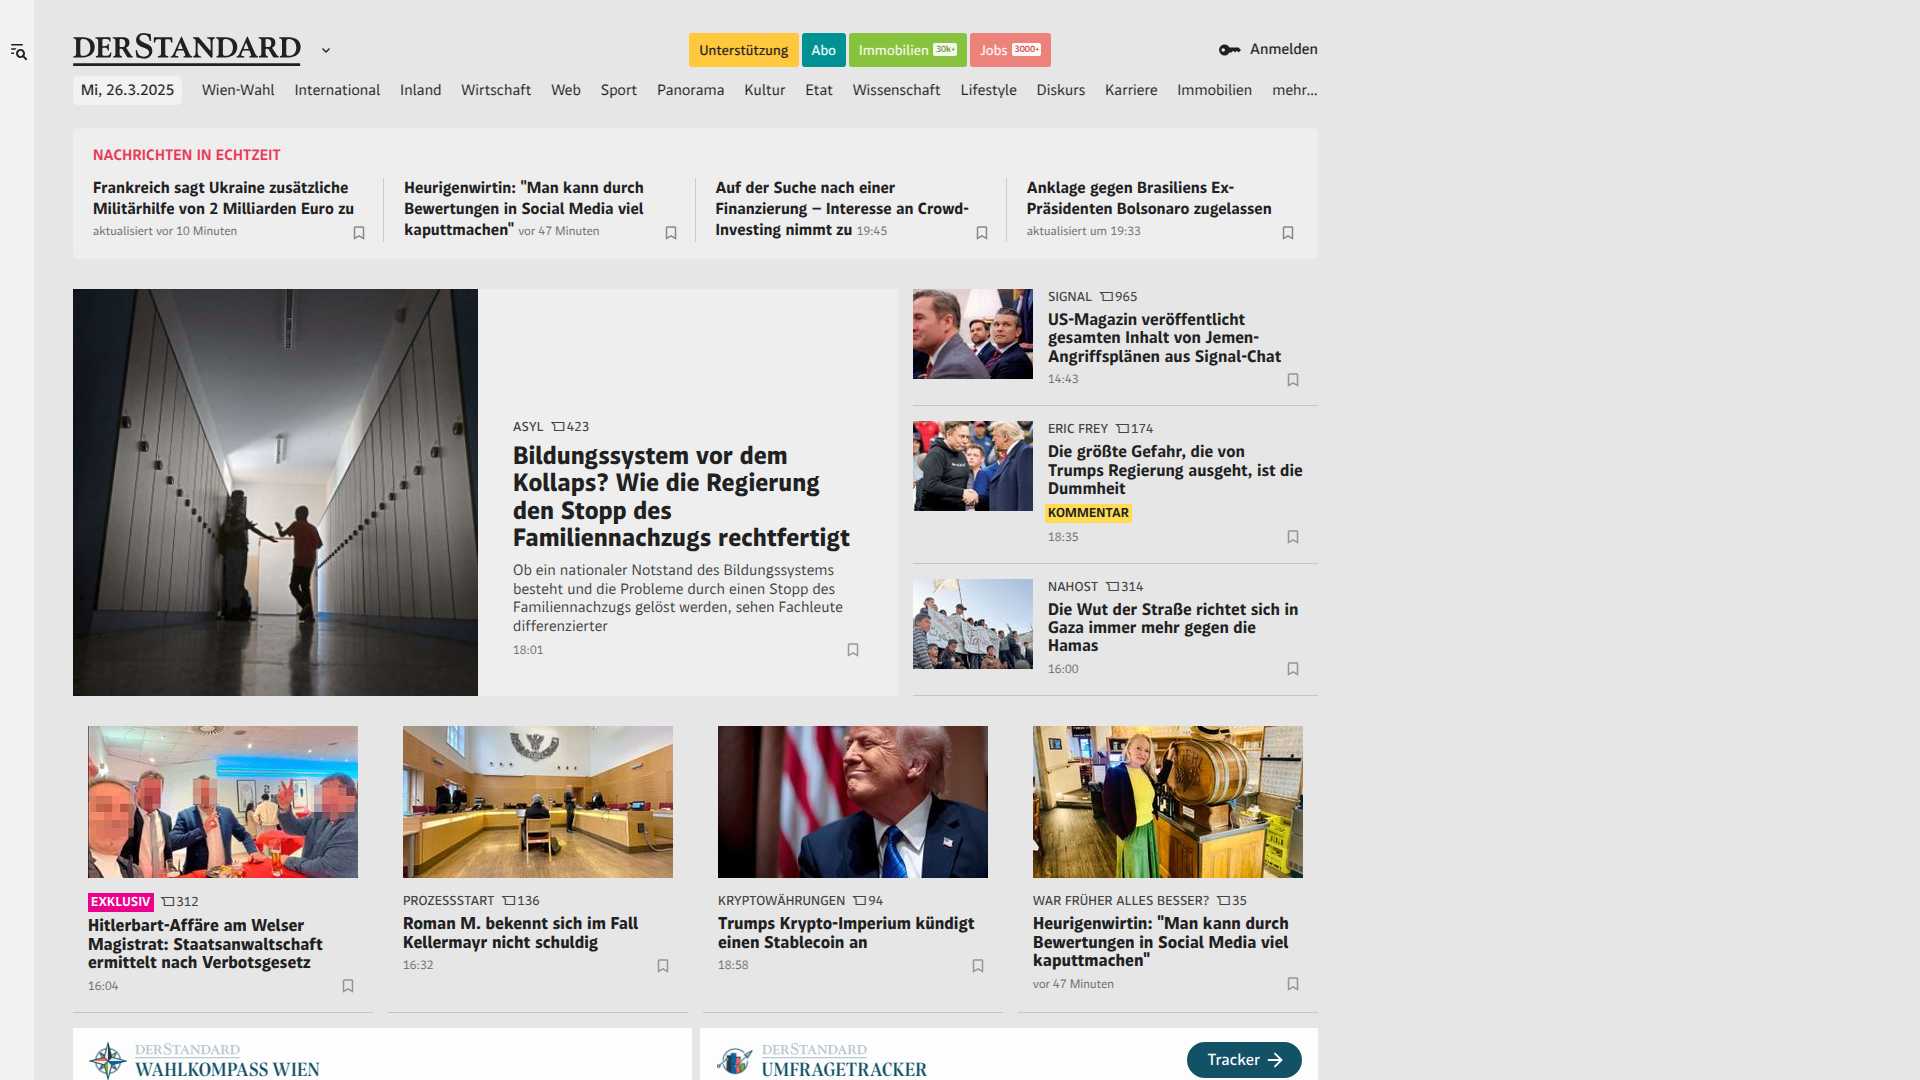 DERSTANDARD
Unterstützung
Abo
Immobilien 30k+
Jobs 3000+
Anmelden
Mi, 26.3.2025 Wien-Wahl International Inland Wirtschaft Web Sport Panorama Kultur Etat Wissenschaft Lifestyle Diskurs Karriere Immobilien mehr...
NACHRICHTEN IN ECHTZEIT
Frankreich sagt Ukraine zusätzliche
Militärhilfe von 2 Milliarden Euro zu
aktualisiert vor 10 Minuten
Heurigenwirtin: "Man kann durch
Bewertungen in Social Media viel
kaputtmachen" vor 47 Minuten
Auf der Suche nach einer
Finanzierung – Interesse an Crowd-
Investing nimmt zu 19:45
Anklage gegen Brasiliens Ex-
Präsidenten Bolsonaro zugelassen
aktualisiert um 19:33
ASYL 423
Bildungssystem vor dem
Kollaps? Wie die Regierung
den Stopp des
Familiennachzugs rechtfertigt
Ob ein nationaler Notstand des Bildungssystems
besteht und die Probleme durch einen Stopp des
Familiennachzugs gelöst werden, sehen Fachleute
differenzierter
18:01
SIGNAL 965
US-Magazin veröffentlicht
gesamten Inhalt von Jemen-
Angriffsplänen aus Signal-Chat
14:43
ERIC FREY 174
Die größte Gefahr, die von
Trumps Regierung ausgeht, ist die
Dummheit
KOMMENTAR
18:35
NAHOST 314
Die Wut der Straße richtet sich in
Gaza immer mehr gegen die
Hamas
16:00
EXKLUSIV 312
Hitlerbart-Affäre am Welser
Magistrat: Staatsanwaltschaft
ermittelt nach Verbotsgesetz
16:04
PROZESSSTART 136
Roman M. bekennt sich im Fall
Kellermayr nicht schuldig
16:32
KRYPTOWÄHRUNGEN 94
Trumps Krypto-Imperium kündigt
einen Stablecoin an
18:58
WAR FRÜHER ALLES BESSER? 35
Heurigenwirtin: "Man kann durch
Bewertungen in Social Media viel
kaputtmachen"
vor 47 Minuten
DERSTANDARD
WAHLKOMPASS WIEN
DERSTANDARD
UMFRAGETRACKER
Tracker